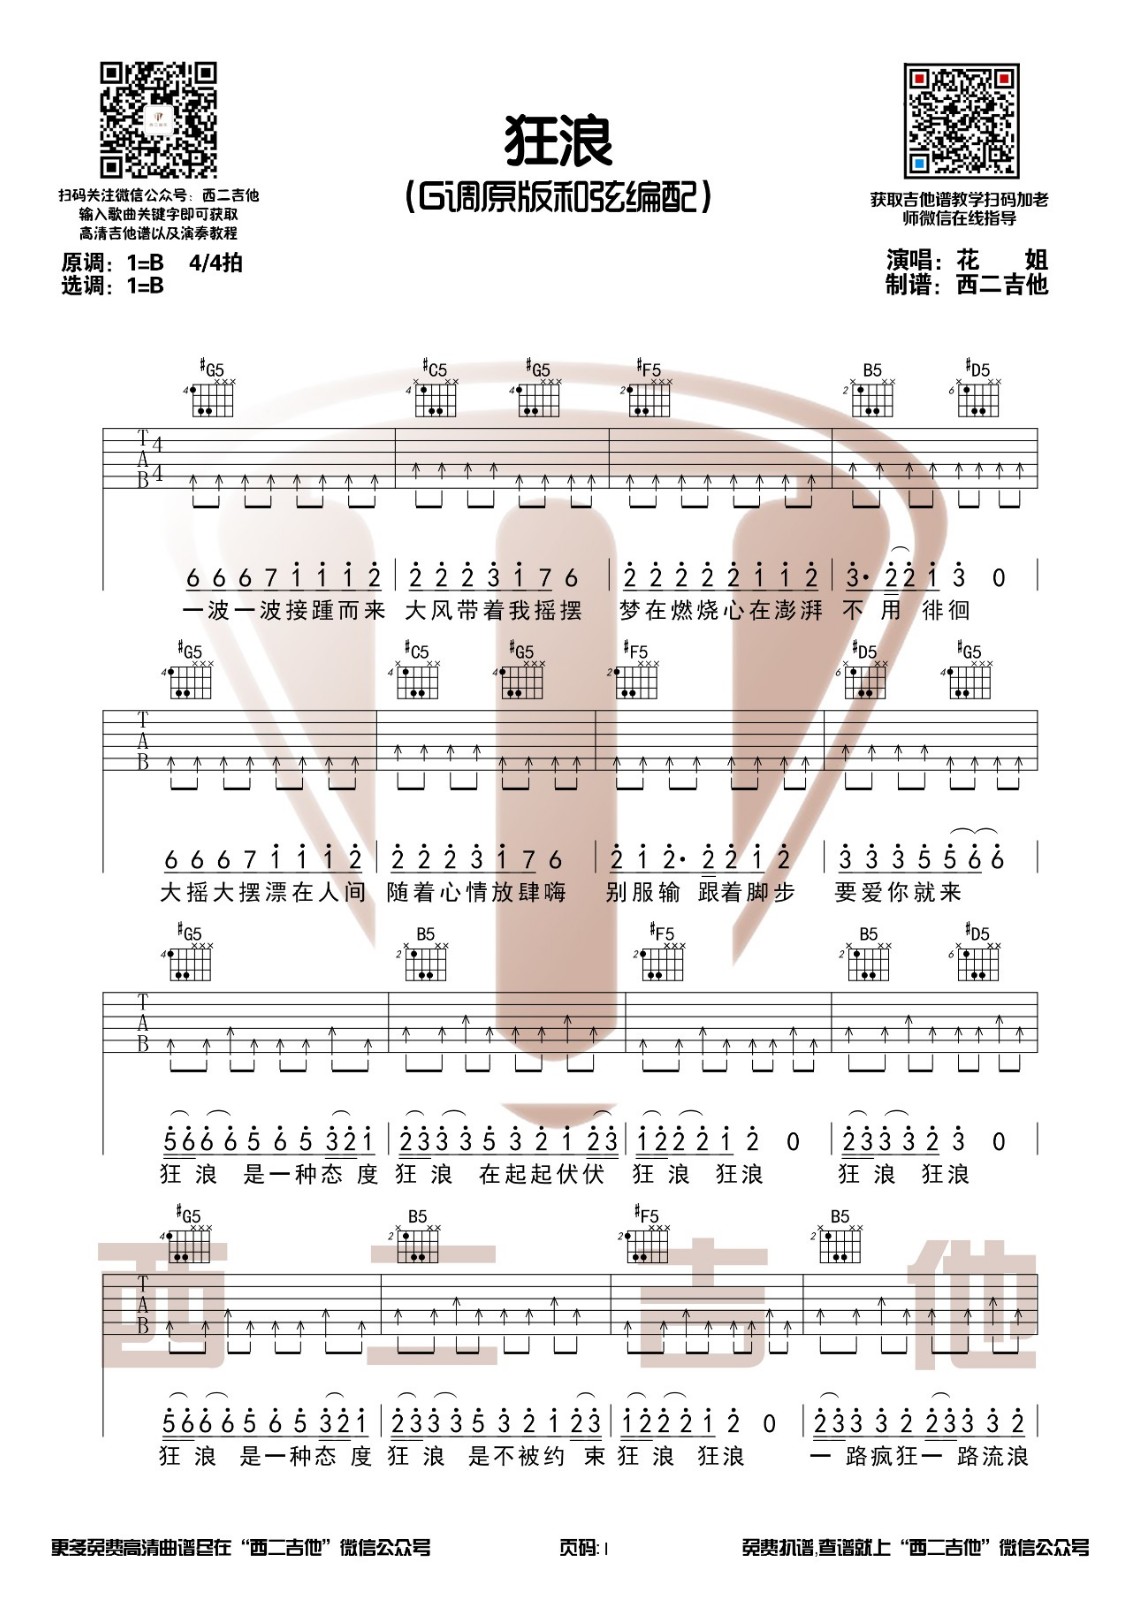 狂浪
(G调原版和弦编配)
扫码关注微信公众号：西二吉他
输入歌曲关键字即可获取
高清吉他谱以及演奏教程
获取吉他谱教学扫码加老
师微信在线指导
原调：1=B 4/4拍
选调：1=B
演唱：花 姐
制谱：西二吉他
#G5 #C5 #G5 #F5 B5 #D5
T A B 4 4
6 6 6 7 1 1 1 2 2 2 2 3 1 7 6 2 2 2 2 2 1 1 2 3· 2 2 1 3 0
一波一波接踵而来 大风带着我摇摆 梦在燃烧心在澎湃 不用 徘徊
#G5 #C5 #G5 #F5 #D5 #G5
T A B
6 6 6 7 1 1 1 2 2 2 2 3 1 7 6 2 1 2· 2 2 1 2 3 3 3 5 5 6 6
大摇大摆漂在人间 随着心情放肆嗨 别服输 跟着脚步 要爱你就来
#G5 B5 #F5 B5 #D5
T A B
5 6 6 6 5 6 5 3 2 1 2 3 3 3 5 3 2 1 2 3 1 2 2 2 1 2 0 2 3 3 3 2 3 0
狂 浪 是一种态度 狂 浪 在起起伏伏 狂 浪 狂浪 狂 浪 狂浪
#G5 B5 #F5 B5
T A B
5 6 6 6 5 6 5 3 2 1 2 3 3 3 5 3 2 1 2 3 1 2 2 2 1 2 0 2 3 3 3 2 2 3 3 3 2
狂 浪 是一种态度 狂 浪 是不被约 束 狂 浪 狂浪 一 路疯狂一 路流浪
西二吉他
更多免费高清曲谱尽在“西二吉他”微信公众号
页码: 1
免费扒谱,查谱就上“西二吉他”微信公众号